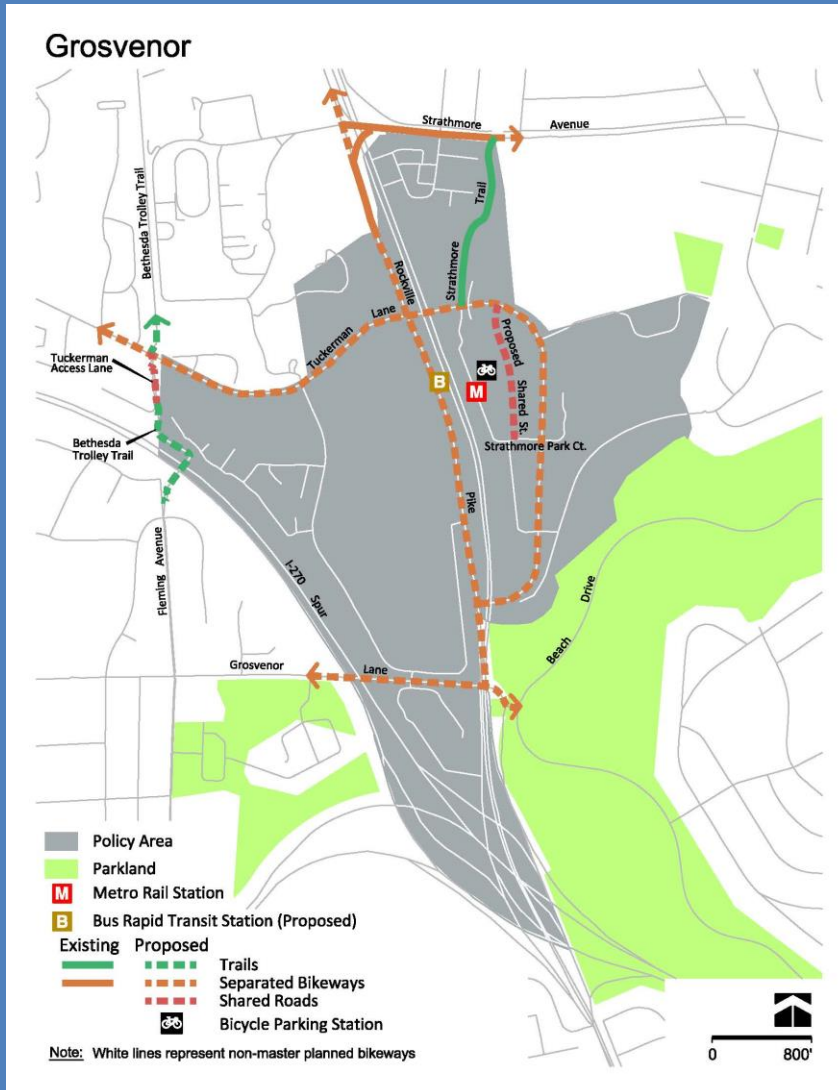 Grosvenor
Strathmore
Avenue
Bethesda Trolley Trail
Trail
Strathmore
Rockville
Lane
Tuckerman
Proposed
Shared St.
Tuckerman
Access Lane
B
M
Strathmore Park Ct.
Bethesda
Trolley Trail
Pike
Fleming Avenue
I-270 Spur
Beach Drive
Grosvenor
Lane
Policy Area
Parkland
M Metro Rail Station
B Bus Rapid Transit Station (Proposed)
Existing Proposed
Trails
Separated Bikeways
Shared Roads
Bicycle Parking Station
Note: White lines represent non-master planned bikeways
0 800'